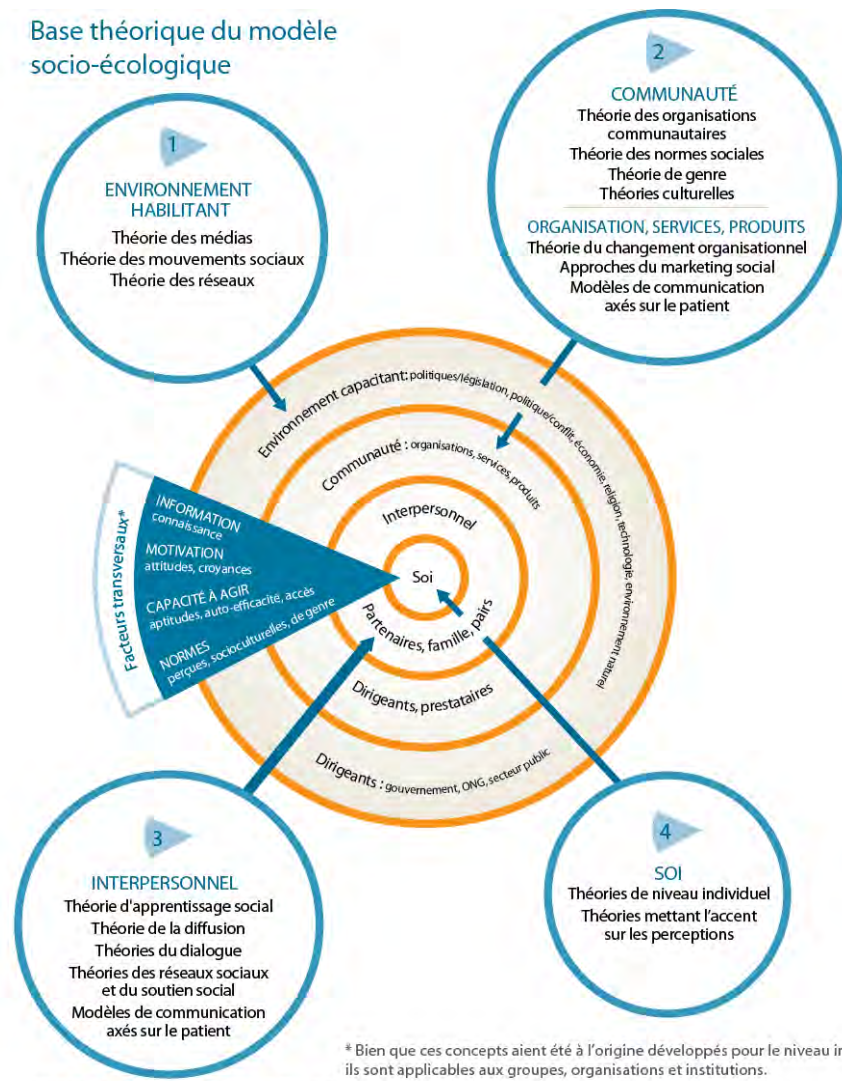 Base théorique du modèle
socio-écologique
1
ENVIRONNEMENT
HABILITANT
Théorie des médias
Théorie des mouvements sociaux
Théorie des réseaux
2
COMMUNAUTÉ
Théorie des organisations
communautaires
Théorie des normes sociales
Théorie de genre
Théories culturelles
ORGANISATION, SERVICES, PRODUITS
Théorie du changement organisationnel
Approches du marketing social
Modèles de communication
axés sur le patient
Environnement capacitant: politiques/législation, politique/conflit, économie, religion, technologie, environnement naturel
Communauté : organisations, services, produits
Interpersonnel
Soi
Partenaires, famille, pairs
Dirigeants, prestataires
Dirigeants : gouvernement, ONG, secteur public
Facteurs transversaux*
INFORMATION
connaissance
MOTIVATION
attitudes, croyances
CAPACITÉ À AGIR
aptitudes, auto-efficacité, accès
NORMES
perçues, socioculturelles, de genre
3
INTERPERSONNEL
Théorie d'apprentissage social
Théorie de la diffusion
Théories du dialogue
Théories des réseaux sociaux
et du soutien social
Modèles de communication
axés sur le patient
4
SOI
Théories de niveau individuel
Théories mettant l'accent
sur les perceptions
* Bien que ces concepts aient été à l'origine développés pour le niveau
ils sont applicables aux groupes, organisations et institutions.